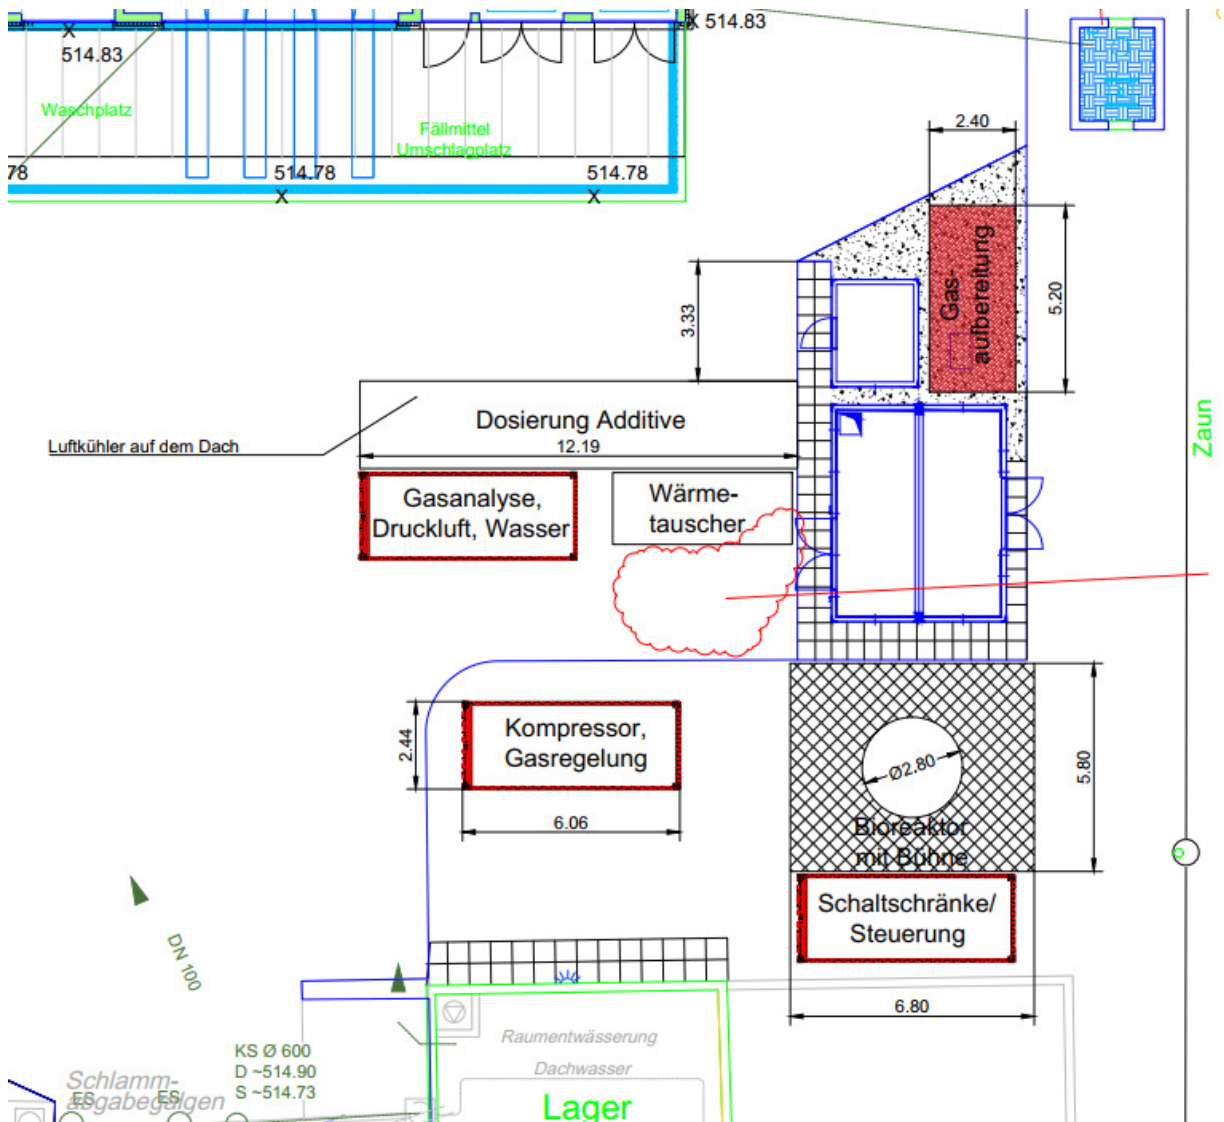 514.83
514.83
Waschplatz
Fällmittel
Umschlagplatz
78
514.78
514.78
2.40
Gas-
aufbereitung
5.20
3.33
Zaun
Dosierung Additive
12.19
Luftkühler auf dem Dach
Gasanalyse,
Druckluft, Wasser
Wärme-
tauscher
Kompressor,
Gasregelung
2.44
6.06
Ø2.80
5.80
Bioreaktor
mit Bühne
Schaltschränke/
Steuerung
6.80
DN 100
Raumentwässerung
Dachwasser
KS Ø 600
D ~514.90
S ~514.73
Schlamm-
abgabegalgen
ES
ES
Lager